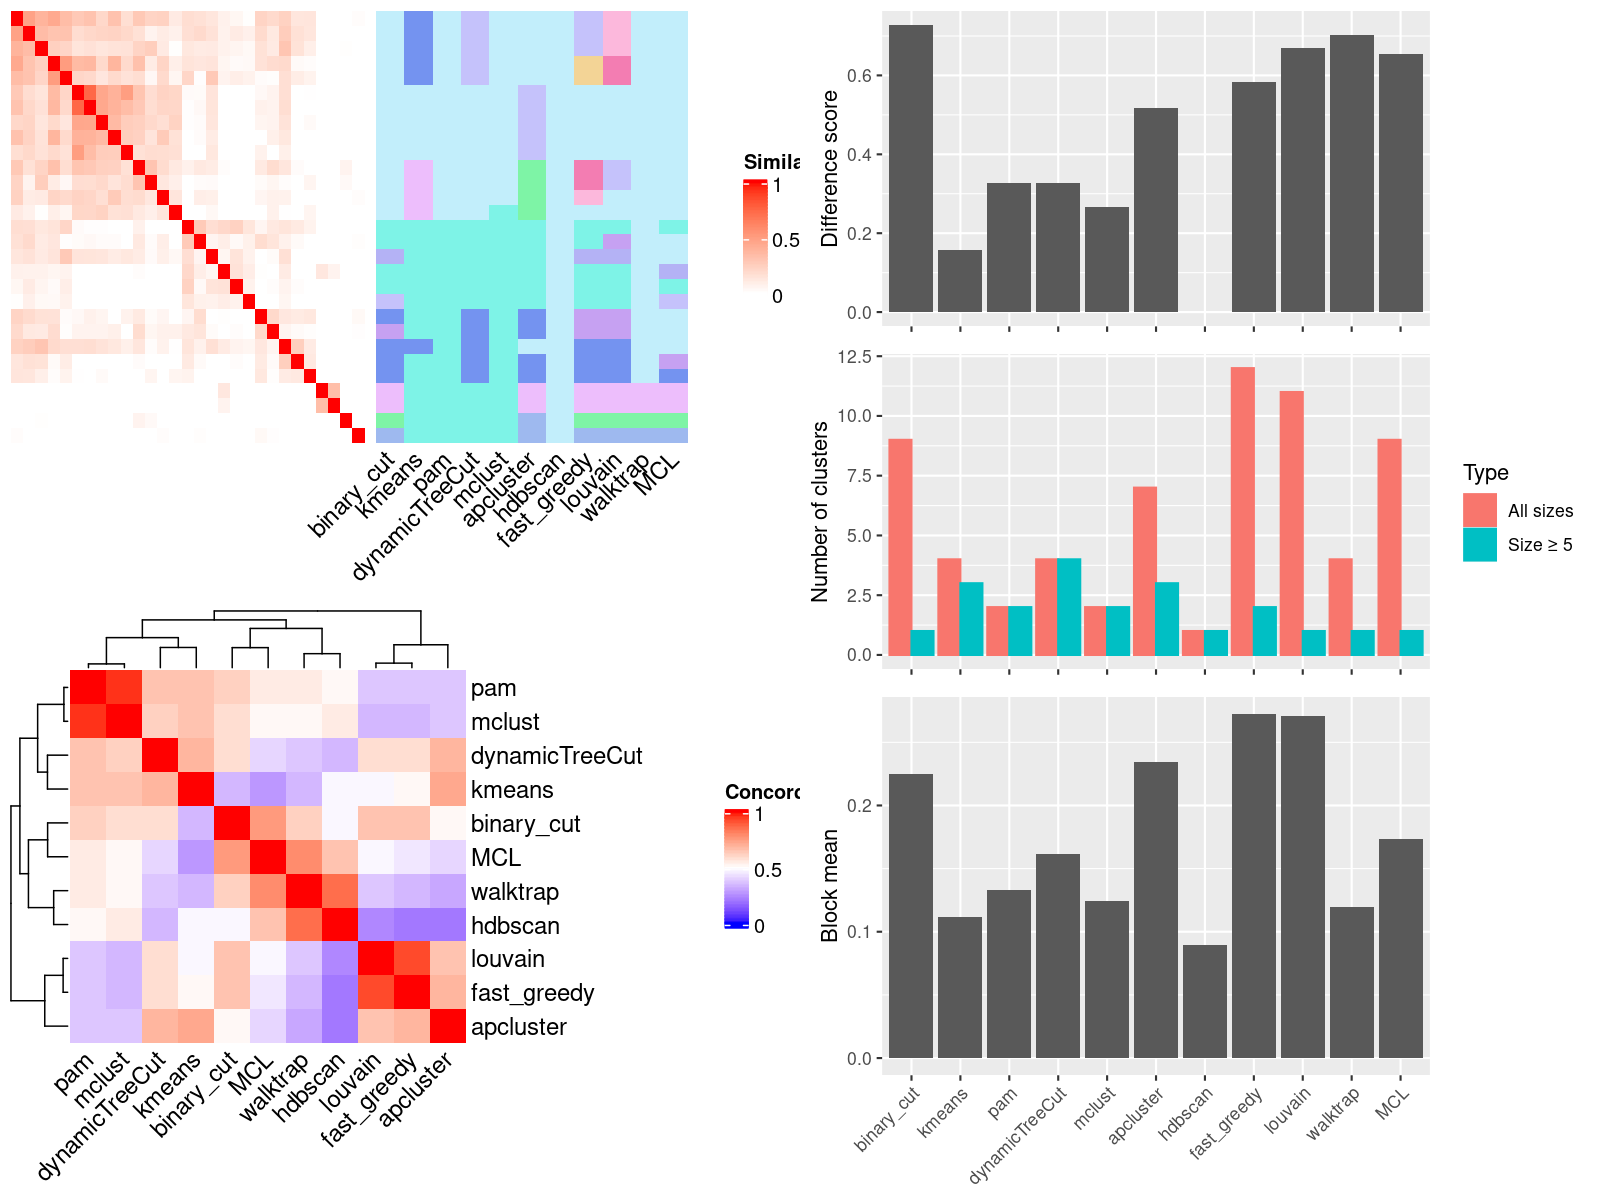 Simila
1
0.5
0
binary_cut
kmeans
pam
dynamicTreeCut
mclust
apcluster
hdbscan
fast_greedy
louvain
walktrap
MCL
pam
mclust
dynamicTreeCut
kmeans
binary_cut
MCL
walktrap
hdbscan
louvain
fast_greedy
apcluster
pam
mclust
dynamicTreeCut
kmeans
binary_cut
MCL
walktrap
hdbscan
louvain
fast_greedy
apcluster
Concord
1
0.5
0
Difference score
0.6
0.4
0.2
0.0
Number of clusters
12.5
10.0
7.5
5.0
2.5
0.0
Type
All sizes
Size ≥ 5
Block mean
0.2
0.1
0.0
binary_cut
kmeans
pam
dynamicTreeCut
mclust
apcluster
hdbscan
fast_greedy
louvain
walktrap
MCL